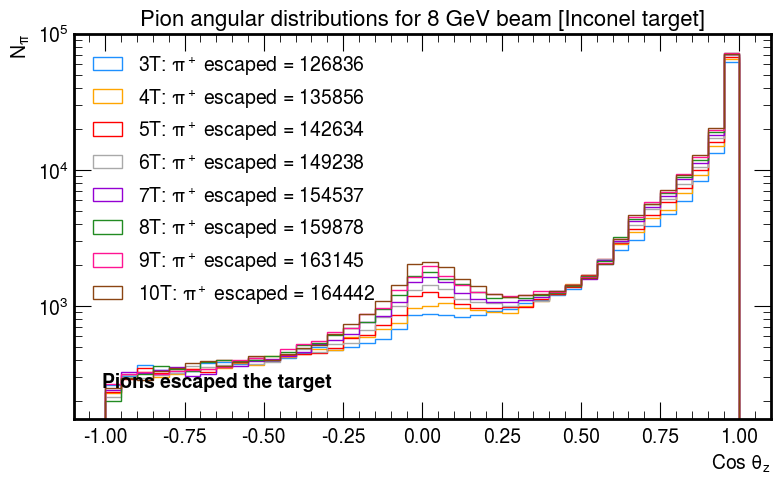 Pion angular distributions for 8 GeV beam [Inconel target]
N_π
10^5
10^4
10^3
3T: π^+ escaped = 126836
4T: π^+ escaped = 135856
5T: π^+ escaped = 142634
6T: π^+ escaped = 149238
7T: π^+ escaped = 154537
8T: π^+ escaped = 159878
9T: π^+ escaped = 163145
10T: π^+ escaped = 164442
Pions escaped the target
-1.00 -0.75 -0.50 -0.25 0.00 0.25 0.50 0.75 1.00
Cos θ_z